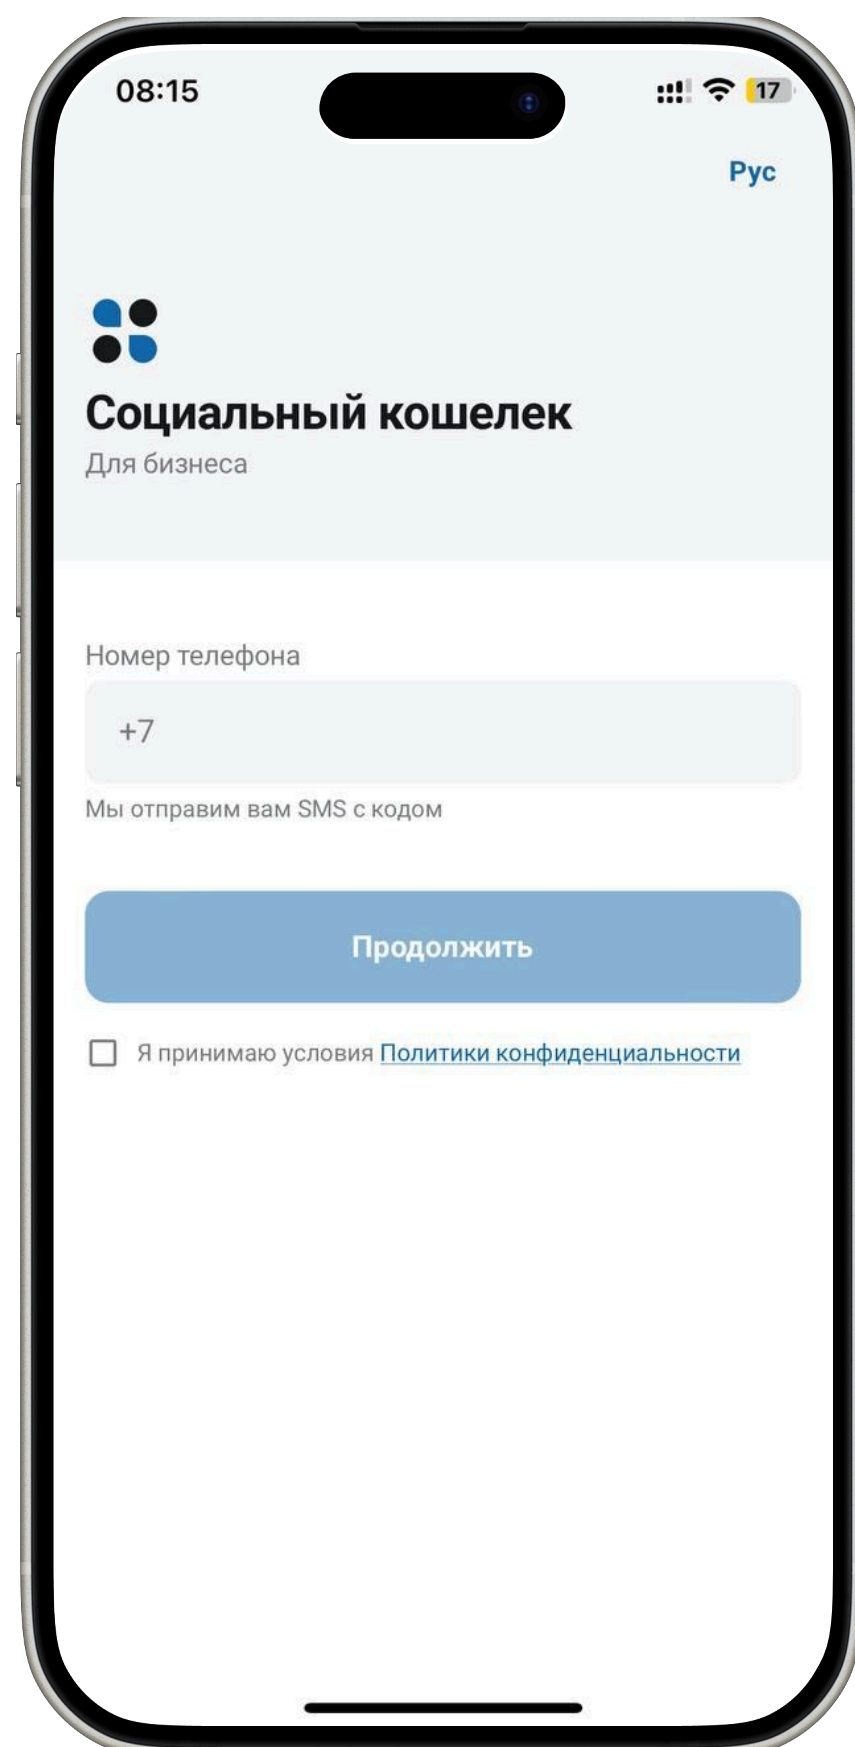 08:15
17
Рус
Социальный кошелек
Для бизнеса
Номер телефона
+7
Мы отправим вам SMS с кодом
Продолжить
Я принимаю условия Политики конфиденциальности